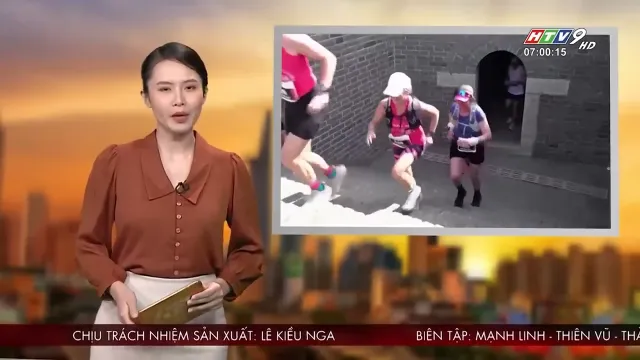 HTV9 HD
07:00:15
CHỊU TRÁCH NHIỆM SẢN XUẤT: LÊ KIỀU NGA
BIÊN TẬP: MẠNH LINH - THIÊN VŨ -